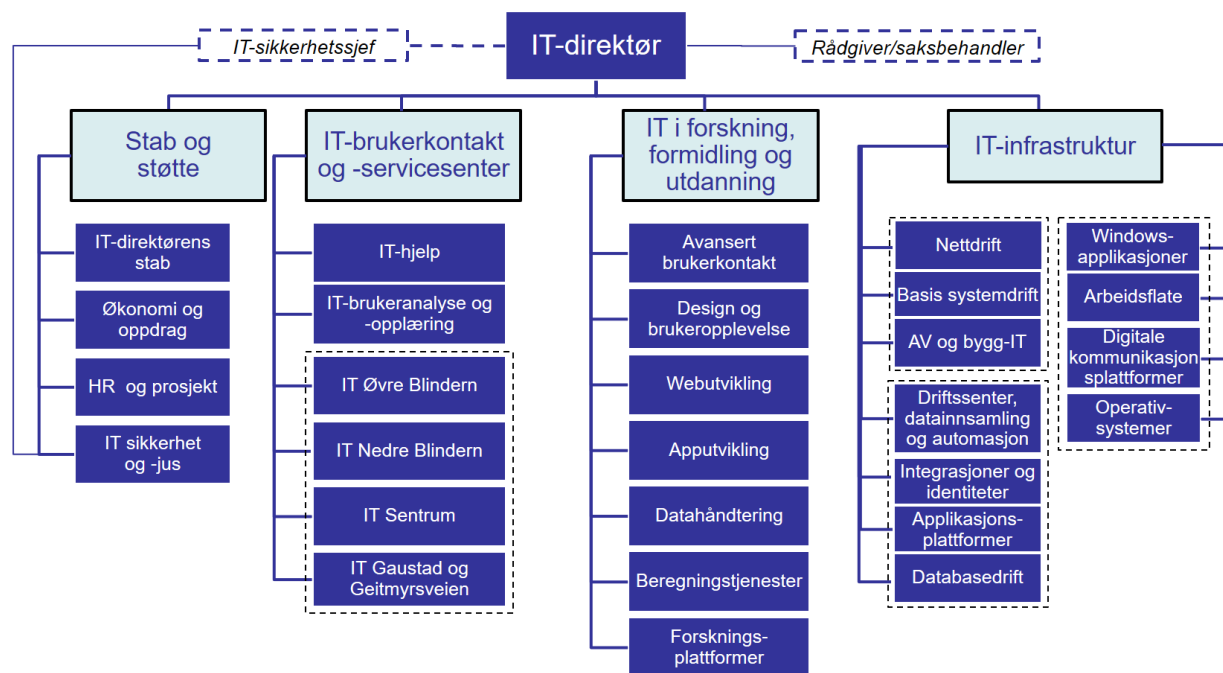 IT-sikkerhetssjef
IT-direktør
Rådgiver/saksbehandler
Stab og
støtte
IT-direktørens
stab
Økonomi og
oppdrag
HR og prosjekt
IT sikkerhet
og -jus
IT-brukerkontakt
og -servicesenter
IT-hjelp
IT-brukeranalyse og
-opplæring
IT Øvre Blindern
IT Nedre Blindern
IT Sentrum
IT Gaustad og
Geitmyrsveien
IT i forskning,
formidling og
utdanning
Avansert
brukerkontakt
Design og
brukeropplevelse
Webutvikling
Apputvikling
Datahåndtering
Beregningstjenester
Forsknings-
plattformer
IT-infrastruktur
Nettdrift
Basis systemdrift
AV og bygg-IT
Driftssenter,
datainnsamling
og automasjon
Integrasjoner og
identiteter
Applikasjons-
plattformer
Databasedrift
Windows-
applikasjoner
Arbeidsflate
Digitale
kommunikasjon
splattformer
Operativ-
systemer